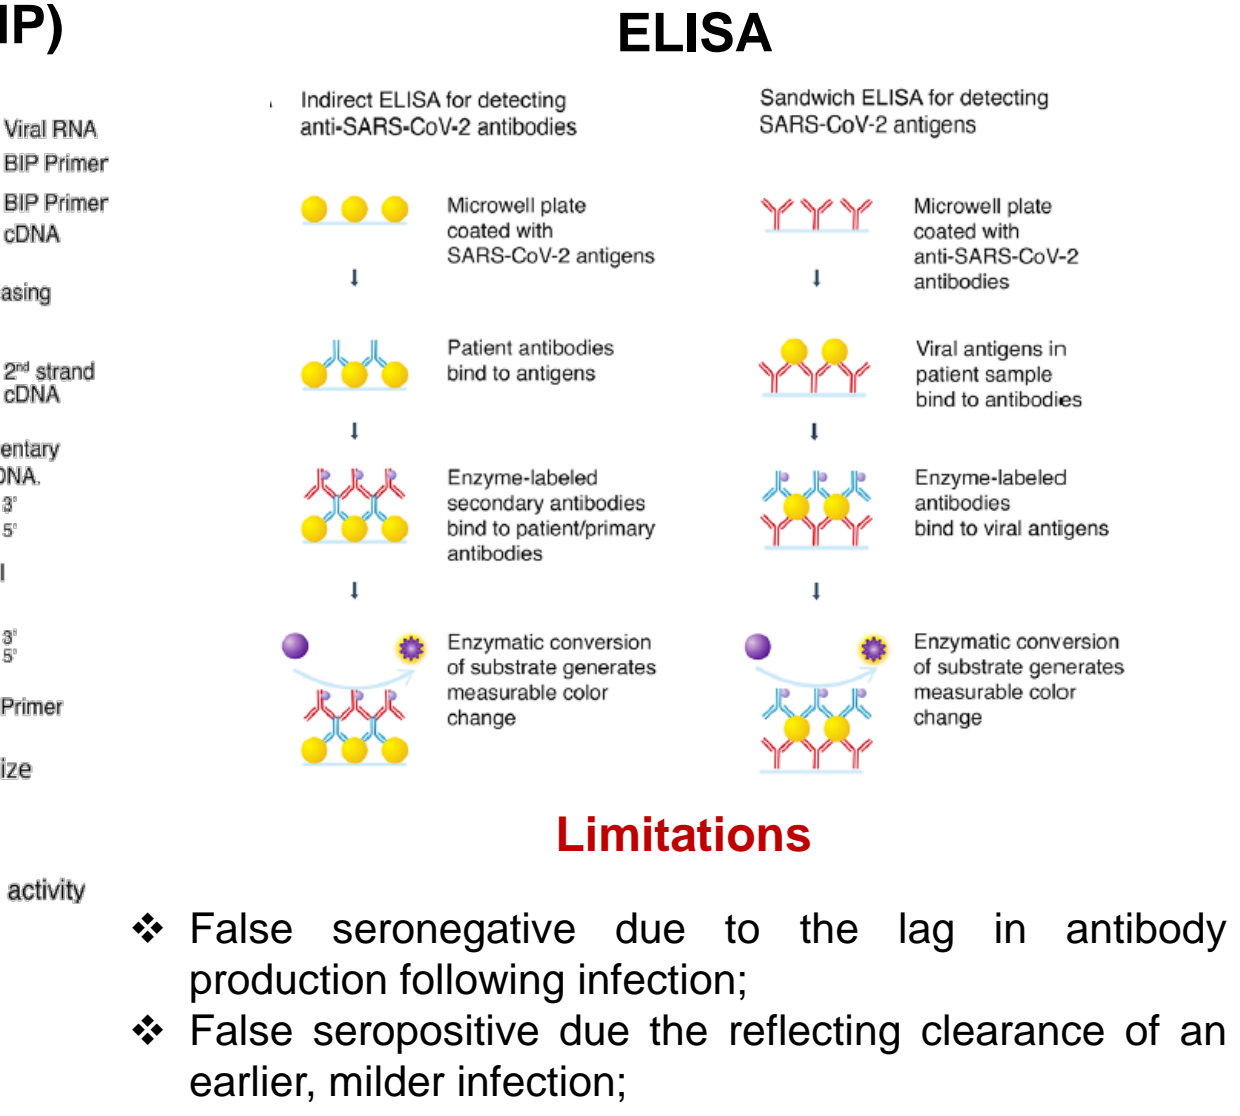 IP)
Viral RNA
BIP Primer
BIP Primer
cDNA
asing
2nd strand
cDNA
entary
DNA.
3'
5'
3'
5'
Primer
ize
activity
ELISA
Indirect ELISA for detecting
anti-SARS-CoV-2 antibodies
Microwell plate
coated with
SARS-CoV-2 antigens
Patient antibodies
bind to antigens
Enzyme-labeled
secondary antibodies
bind to patient/primary
antibodies
Enzymatic conversion
of substrate generates
measurable color
change
Sandwich ELISA for detecting
SARS-CoV-2 antigens
Microwell plate
coated with
anti-SARS-CoV-2
antibodies
Viral antigens in
patient sample
bind to antibodies
Enzyme-labeled
antibodies
bind to viral antigens
Enzymatic conversion
of substrate generates
measurable color
change
Limitations
❖ False seronegative due to the lag in antibody
production following infection;
❖ False seropositive due the reflecting clearance of an
earlier, milder infection;